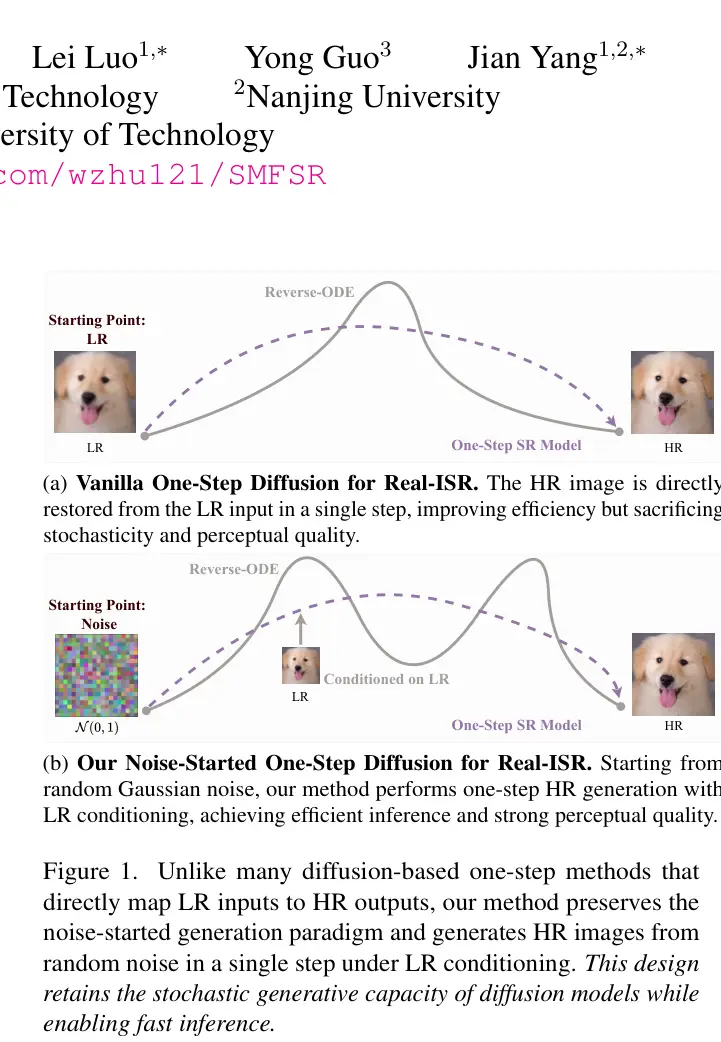 Lei Luo1,∗ Yong Guo3 Jian Yang1,2,∗
Technology 2Nanjing University
ersity of Technology
com/wzhu121/SMFSR
Reverse-ODE
Starting Point:
LR
LR
One-Step SR Model
HR
(a) Vanilla One-Step Diffusion for Real-ISR. The HR image is directly
restored from the LR input in a single step, improving efficiency but sacrificing
stochasticity and perceptual quality.
Reverse-ODE
Starting Point:
Noise
Conditioned on LR
LR
N(0, 1)
One-Step SR Model
HR
(b) Our Noise-Started One-Step Diffusion for Real-ISR. Starting from
random Gaussian noise, our method performs one-step HR generation with
LR conditioning, achieving efficient inference and strong perceptual quality.
Figure 1. Unlike many diffusion-based one-step methods that
directly map LR inputs to HR outputs, our method preserves the
noise-started generation paradigm and generates HR images from
random noise in a single step under LR conditioning. This design
retains the stochastic generative capacity of diffusion models while
enabling fast inference.